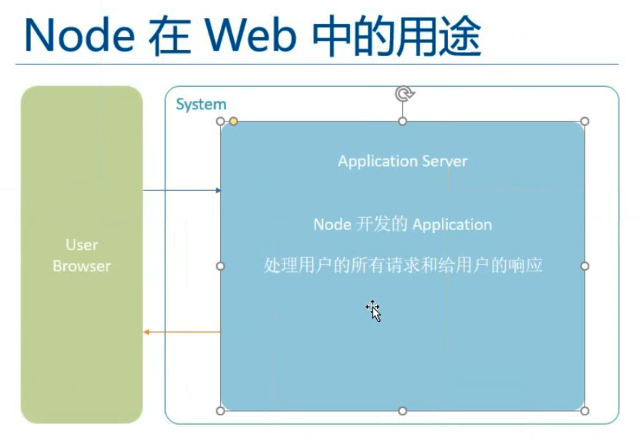 Node 在 Web 中的用途
System
Application Server
Node 开发的 Application
User
Browser
处理用户的所有请求和给用户的响应